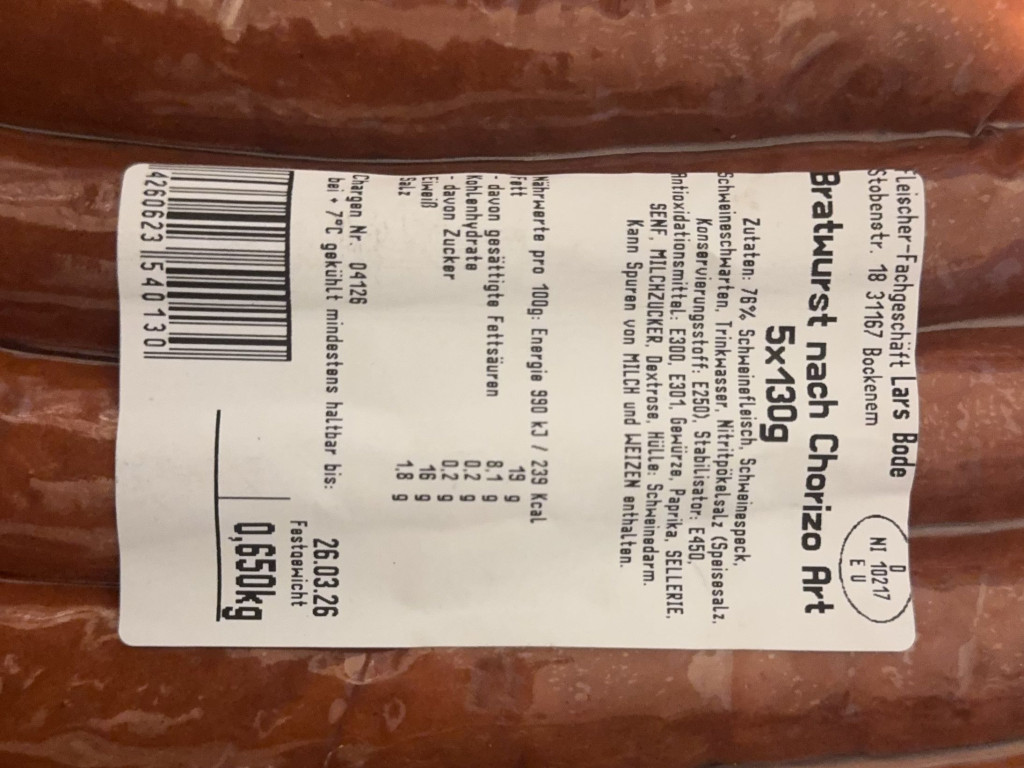 Fleischer-Fachgeschäft Lars Bode
Stobenstr. 18 31167 Bockenem
D
NI 10217
EU
Bratwurst nach Chorizo Art
5x130g
Zutaten: 76% Schweinefleisch, Schweinespeck,
Schweineschwarten, Trinkwasser, Nitritpökelsalz (Speisesalz,
Konservierungsstoff: E250), Stabilisator: E450,
Antioxidationsmittel: E300, E301, Gewürze, Paprika, SELLERIE,
SENF, MILCHZUCKER, Dextrose, Hülle: Schweinedarm.
Kann Spuren von MILCH und WEIZEN enthalten.
Nährwerte pro 100g: Energie 990 kJ / 239 Kcal
Fett 19 g
- davon gesättigte Fettsäuren 8,1 g
Kohlenhydrate 0,2 g
- davon Zucker 0,2 g
Eiweiß 16 g
Salz 1,8 g
Chargen Nr. 04126
bei + 7°C gekühlt mindestens haltbar bis: 26.03.26
Festgewicht
0,650kg
4260623 540130